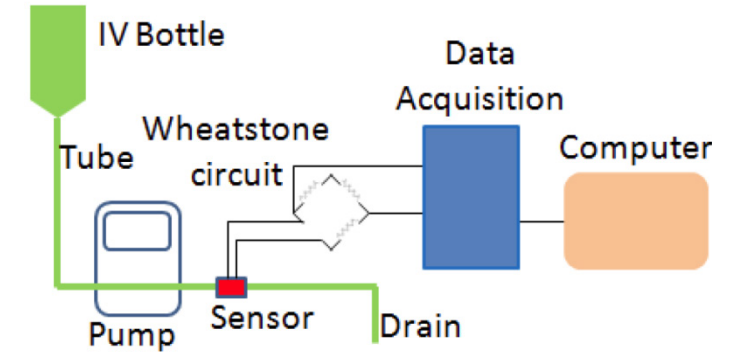 IV Bottle
Data
Acquisition
Wheatstone
circuit
Tube
Computer
Pump
Sensor
Drain